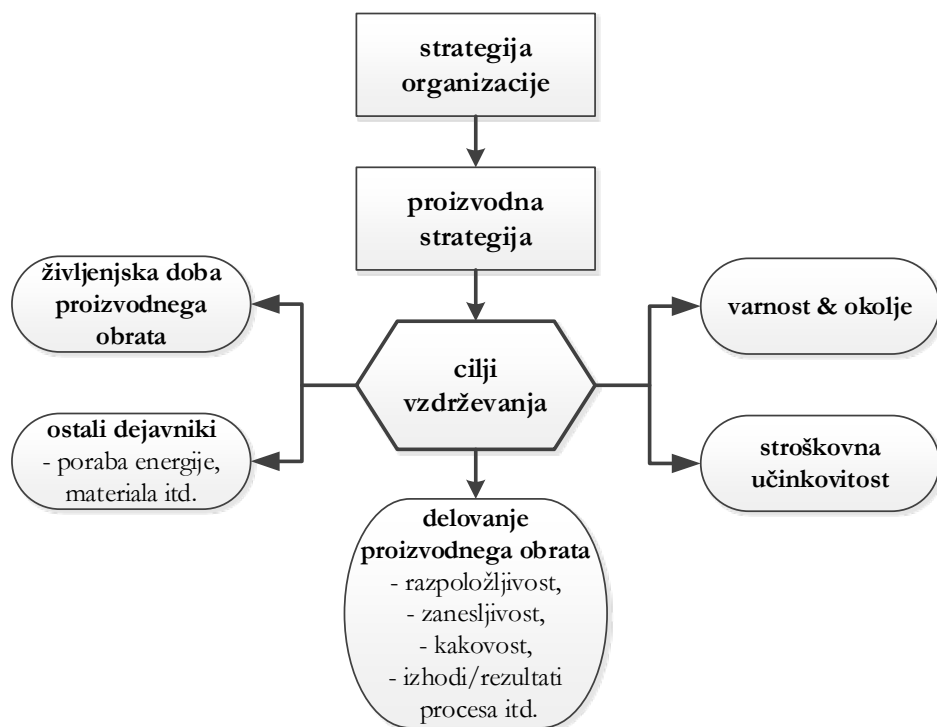 strategija
organizacije
proizvodna
strategija
življenjska doba
proizvodnega
obrata
varnost & okolje
cilji
vzdrževanja
ostali dejavniki
- poraba energije,
materiala itd.
stroškovna
učinkovitost
delovanje
proizvodnega obrata
- razpoložljivost,
- zanesljivost,
- kakovost,
- izhodi/rezultati
procesa itd.